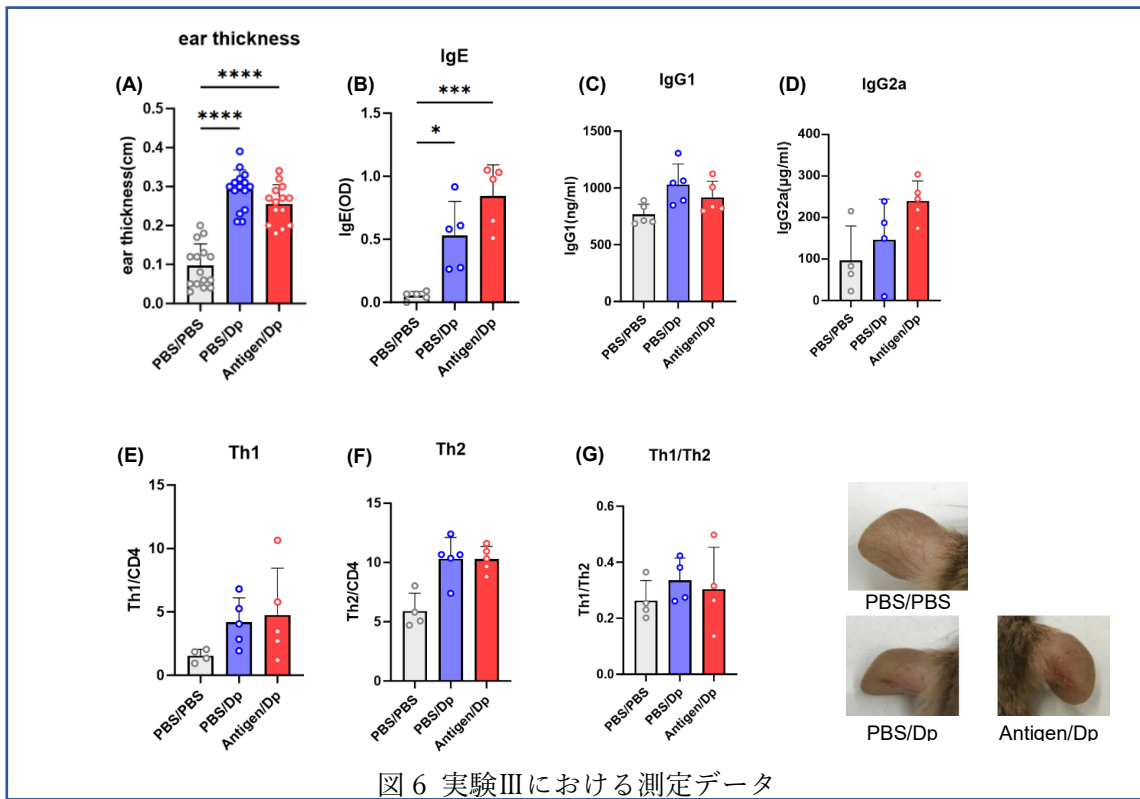 ear thickness
(A)
****
****
ear thickness(cm)
0.5
0.4
0.3
0.2
0.1
0.0
PBS/PBS
PBS/Dp
Antigen/Dp
IgE
(B)
***
*
IgE(OD)
1.5
1.0
0.5
0.0
PBS/PBS
PBS/Dp
Antigen/Dp
(C)
IgG1
IgG1(ng/ml)
1500
1000
500
0
PBS/PBS
PBS/Dp
Antigen/Dp
(D)
IgG2a
IgG2a(μg/ml)
400
300
200
100
0
PBS/PBS
PBS/Dp
Antigen/Dp
(E)
Th1
Th1/CD4
15
10
5
0
PBS/PBS
PBS/Dp
Antigen/Dp
(F)
Th2
Th2/CD4
15
10
5
0
PBS/PBS
PBS/Dp
Antigen/Dp
(G)
Th1/Th2
Th1/Th2
0.6
0.4
0.2
0.0
PBS/PBS
PBS/Dp
Antigen/Dp
PBS/PBS
PBS/Dp
Antigen/Dp
図 6 実験Ⅲにおける測定データ